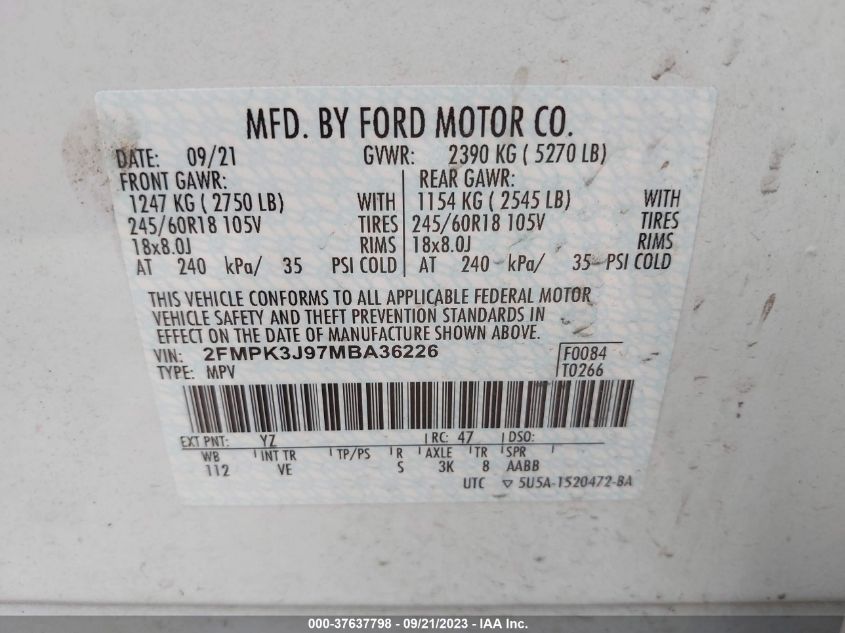 MFD. BY FORD MOTOR CO.
DATE: 09/21 GVWR: 2390 KG ( 5270 LB)
FRONT GAWR: REAR GAWR:
1247 KG ( 2750 LB) WITH 1154 KG ( 2545 LB) WITH
245/60R18 105V TIRES 245/60R18 105V TIRES
18x8.0J RIMS 18x8.0J RIMS
AT 240 kPa/ 35 PSI COLD AT 240 kPa/ 35 PSI COLD
THIS VEHICLE CONFORMS TO ALL APPLICABLE FEDERAL MOTOR
VEHICLE SAFETY AND THEFT PREVENTION STANDARDS IN
EFFECT ON THE DATE OF MANUFACTURE SHOWN ABOVE.
VIN: 2FMPK3J97MBA36226 F0084
TYPE: MPV T0266
EXT PNT: YZ RC: 47 DSO:
WB INT TR TP/PS R AXLE TR SPR
112 VE S 3K 8 AABB
UTC ▽ 5U5A-1520472-BA
000-37637798 - 09/21/2023 - IAA Inc.